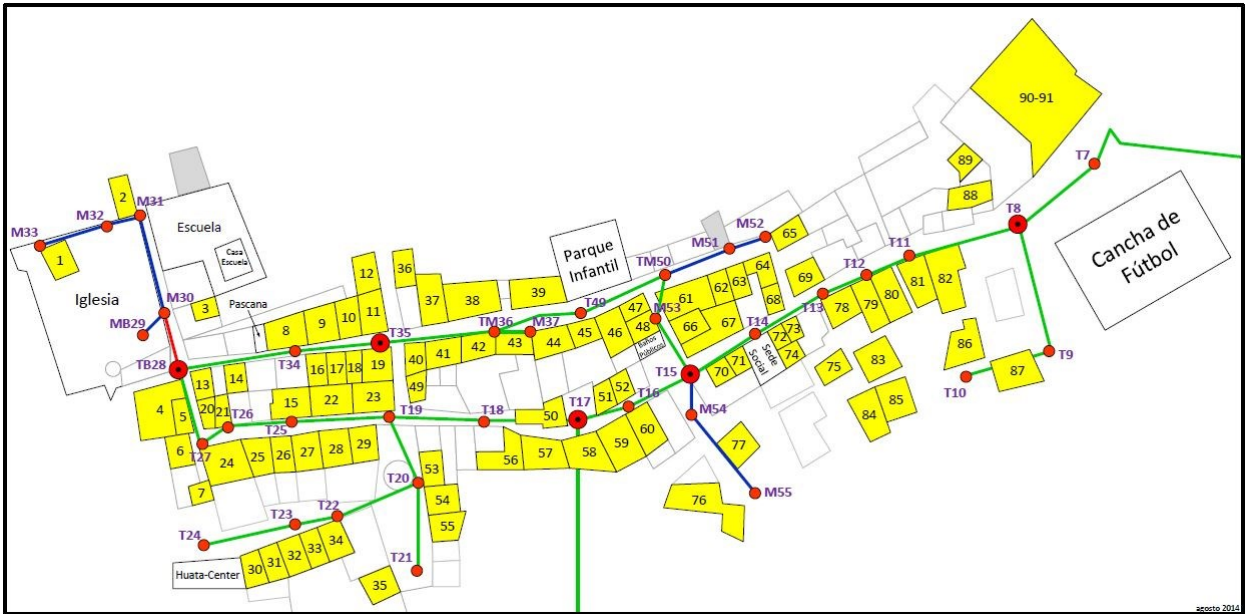 90-91
T7
89
88
T8
Cancha de
Fútbol
M31
2
M32
M33
1
Escuela
Casa
Escuela
Iglesia
M30
3
MB29
Pascana
TB28
8
9
10
11
12
T35
T34
36
37
38
39
Parque
Infantil
TM36
M37
T49
TM50
M51
M52
65
M53
64
63
62
61
69
68
67
66
T14
T13
T12
T11
78
79
80
81
82
47
48
46
45
44
43
42
41
40
49
Baños
Públicos
Sede
Social
72
73
74
70
71
75
83
84
85
86
87
T9
T10
T15
T16
T17
M54
77
M55
76
4
5
6
7
13
14
20
21
T26
T27
15
16
17
18
19
22
23
T25
T19
T18
50
51
52
24
25
26
27
28
29
56
57
58
59
60
53
54
55
T20
T21
T22
T23
T24
30
31
32
33
34
35
Huata-Center
agosto 2014